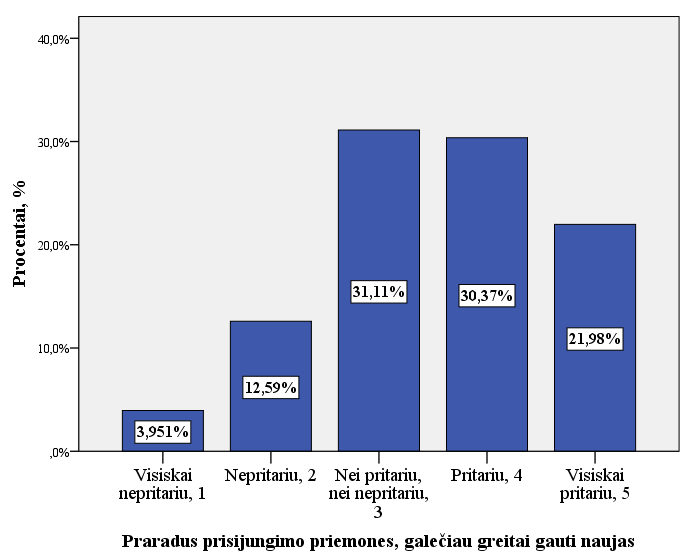 40,0%
30,0%
20,0%
10,0%
,0%
Procentai, %
3,951%
12,59%
31,11%
30,37%
21,98%
Visiskai
nepritariu, 1
Nepritariu, 2
Nei pritariu,
nei nepritariu,
3
Pritariu, 4
Visiskai
pritariu, 5
Praradus prisijungimo priemones, galečiau greitai gauti naujas